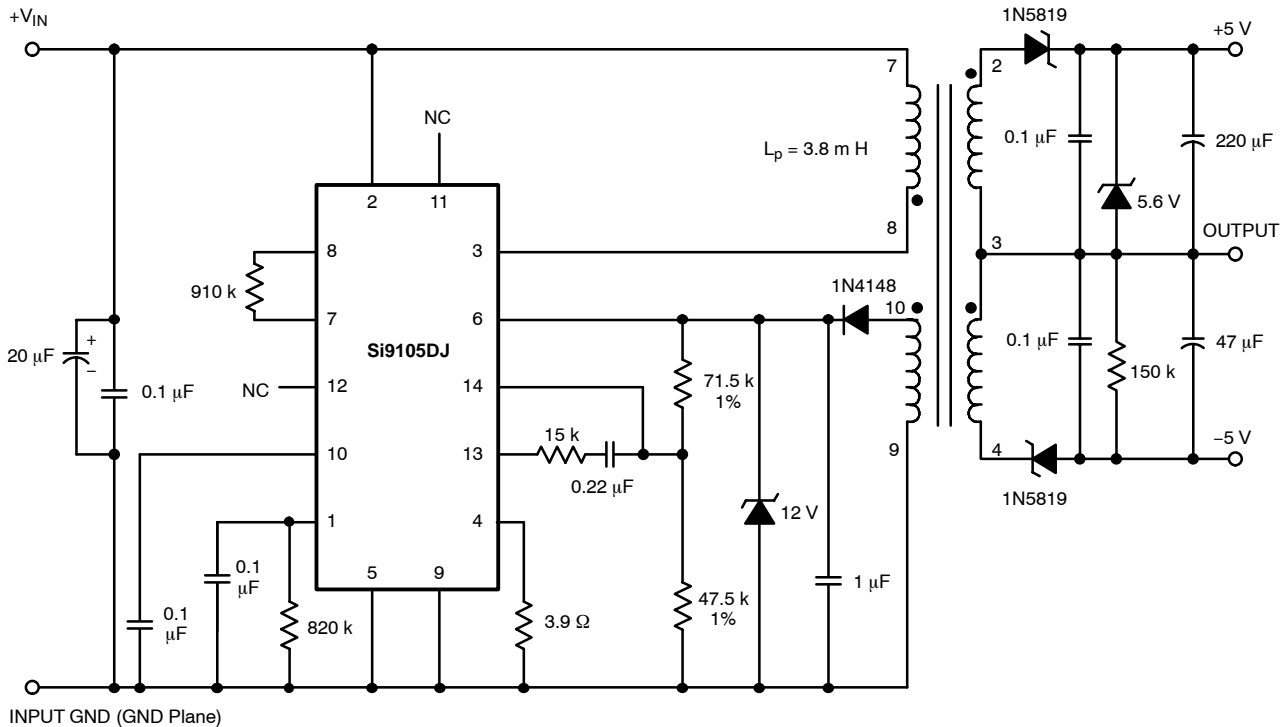 +VIN
1N5819
+5 V
7
2
NC
0.1 μF
220 μF
Lp = 3.8 m H
2
11
5.6 V
8
3
8
3
OUTPUT
1N4148
910 k
10
7
6
Si9105DJ
20 μF
+
−
0.1 μF
NC
12
14
71.5 k
1%
0.1 μF
150 k
47 μF
15 k
10
13
9
4
−5 V
0.22 μF
1N5819
1
4
12 V
0.1
μF
5
9
1 μF
0.1
μF
820 k
3.9 Ω
47.5 k
1%
INPUT GND (GND Plane)